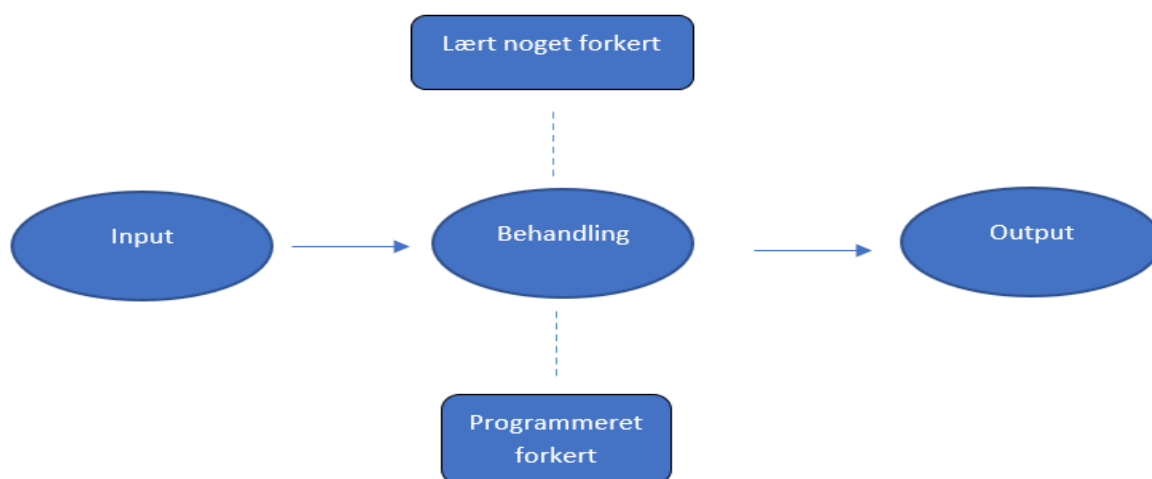 Lært noget forkert
Input
Behandling
Output
Programmeret
forkert